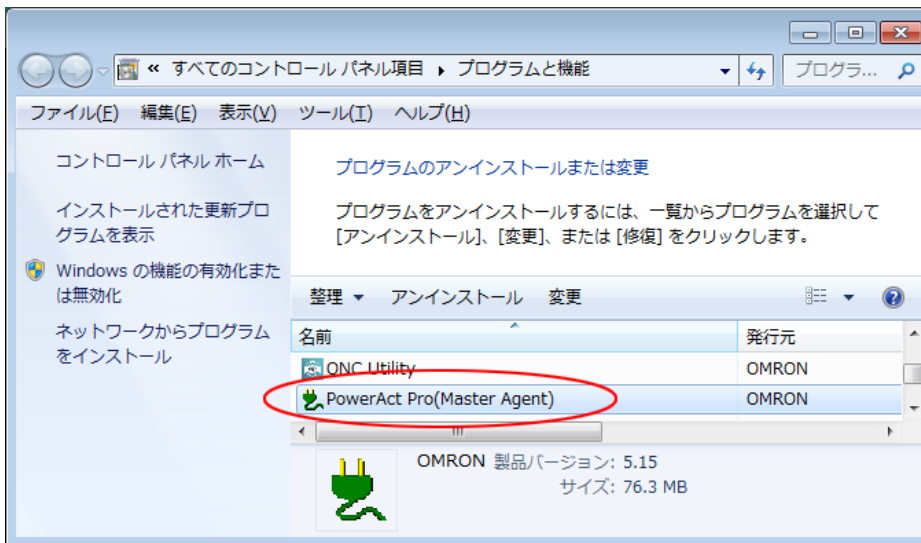 « すべてのコントロール パネル項目 ▸ プログラムと機能
プログラ...
ファイル(F) 編集(E) 表示(V) ツール(T) ヘルプ(H)
コントロール パネル ホーム
インストールされた更新プロ
グラムを表示
Windows の機能の有効化また
は無効化
ネットワークからプログラム
をインストール
プログラムのアンインストールまたは変更
プログラムをアンインストールするには、一覧からプログラムを選択して
[アンインストール]、[変更]、または [修復] をクリックします。
整理 ▼ アンインストール 変更
名前 発行元
QNC Utility OMRON
PowerAct Pro(Master Agent) OMRON
OMRON 製品バージョン: 5.15
サイズ: 76.3 MB